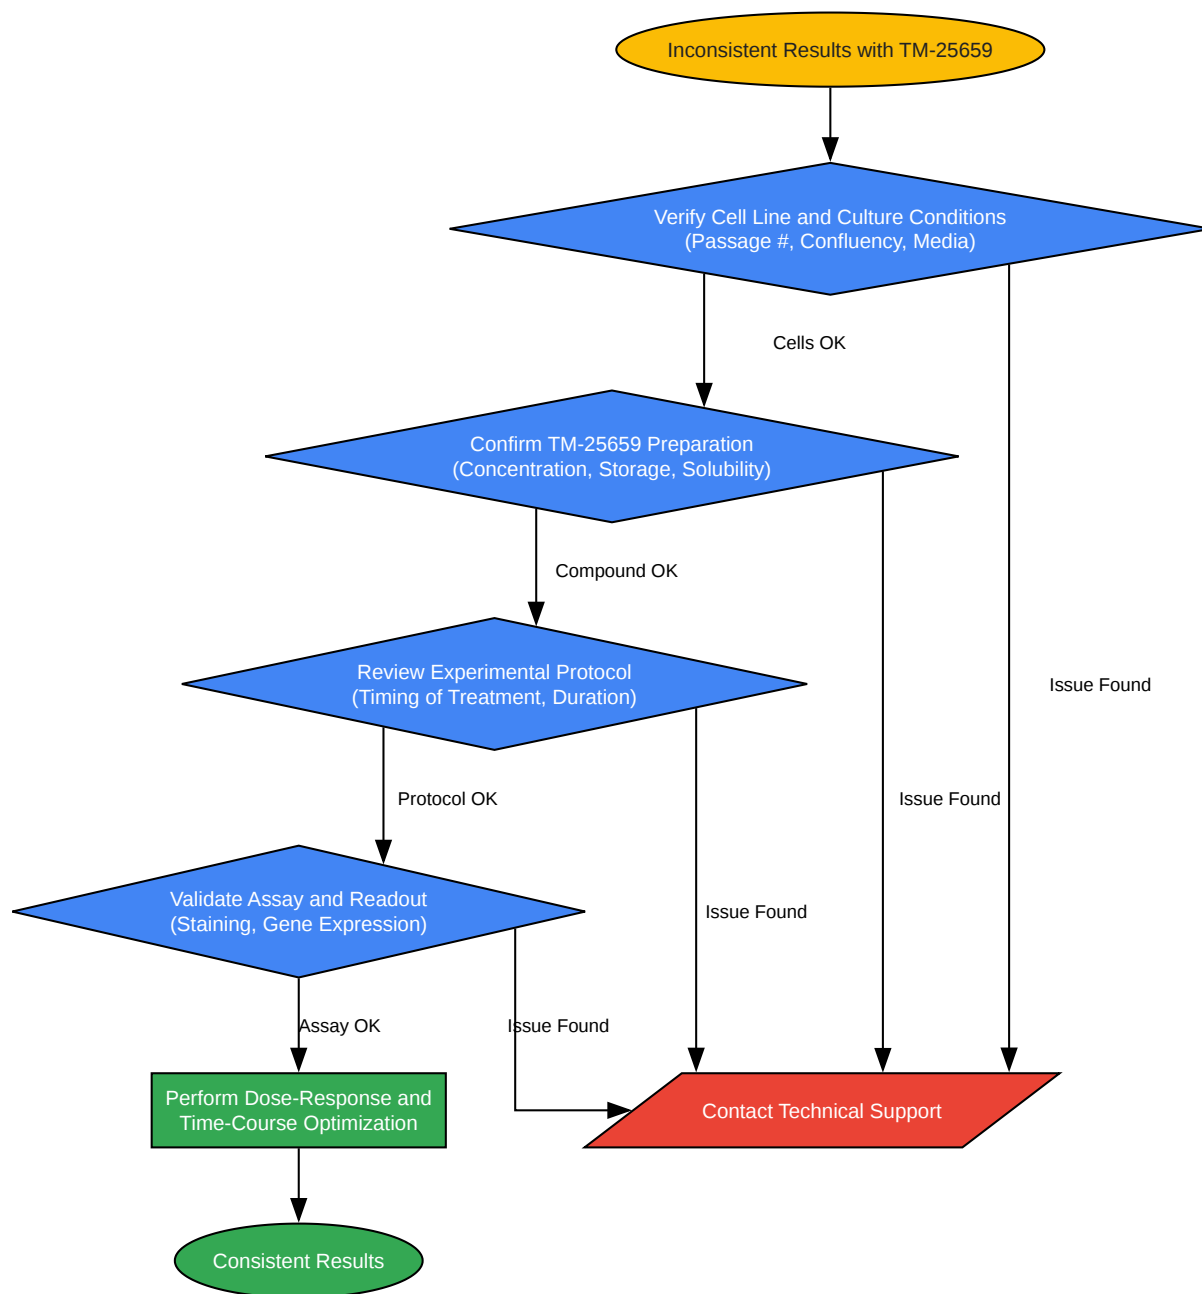 Inconsistent Results with TM-25659
Verify Cell Line and Culture Conditions
(Passage #, Confluency, Media)
Cells OK
Confirm TM-25659 Preparation
(Concentration, Storage, Solubility)
Compound OK
Review Experimental Protocol
(Timing of Treatment, Duration)
Issue Found
Protocol OK
Issue Found
Validate Assay and Readout
(Staining, Gene Expression)
Issue Found
Assay OK
Issue Found
Perform Dose-Response and
Time-Course Optimization
Contact Technical Support
Consistent Results